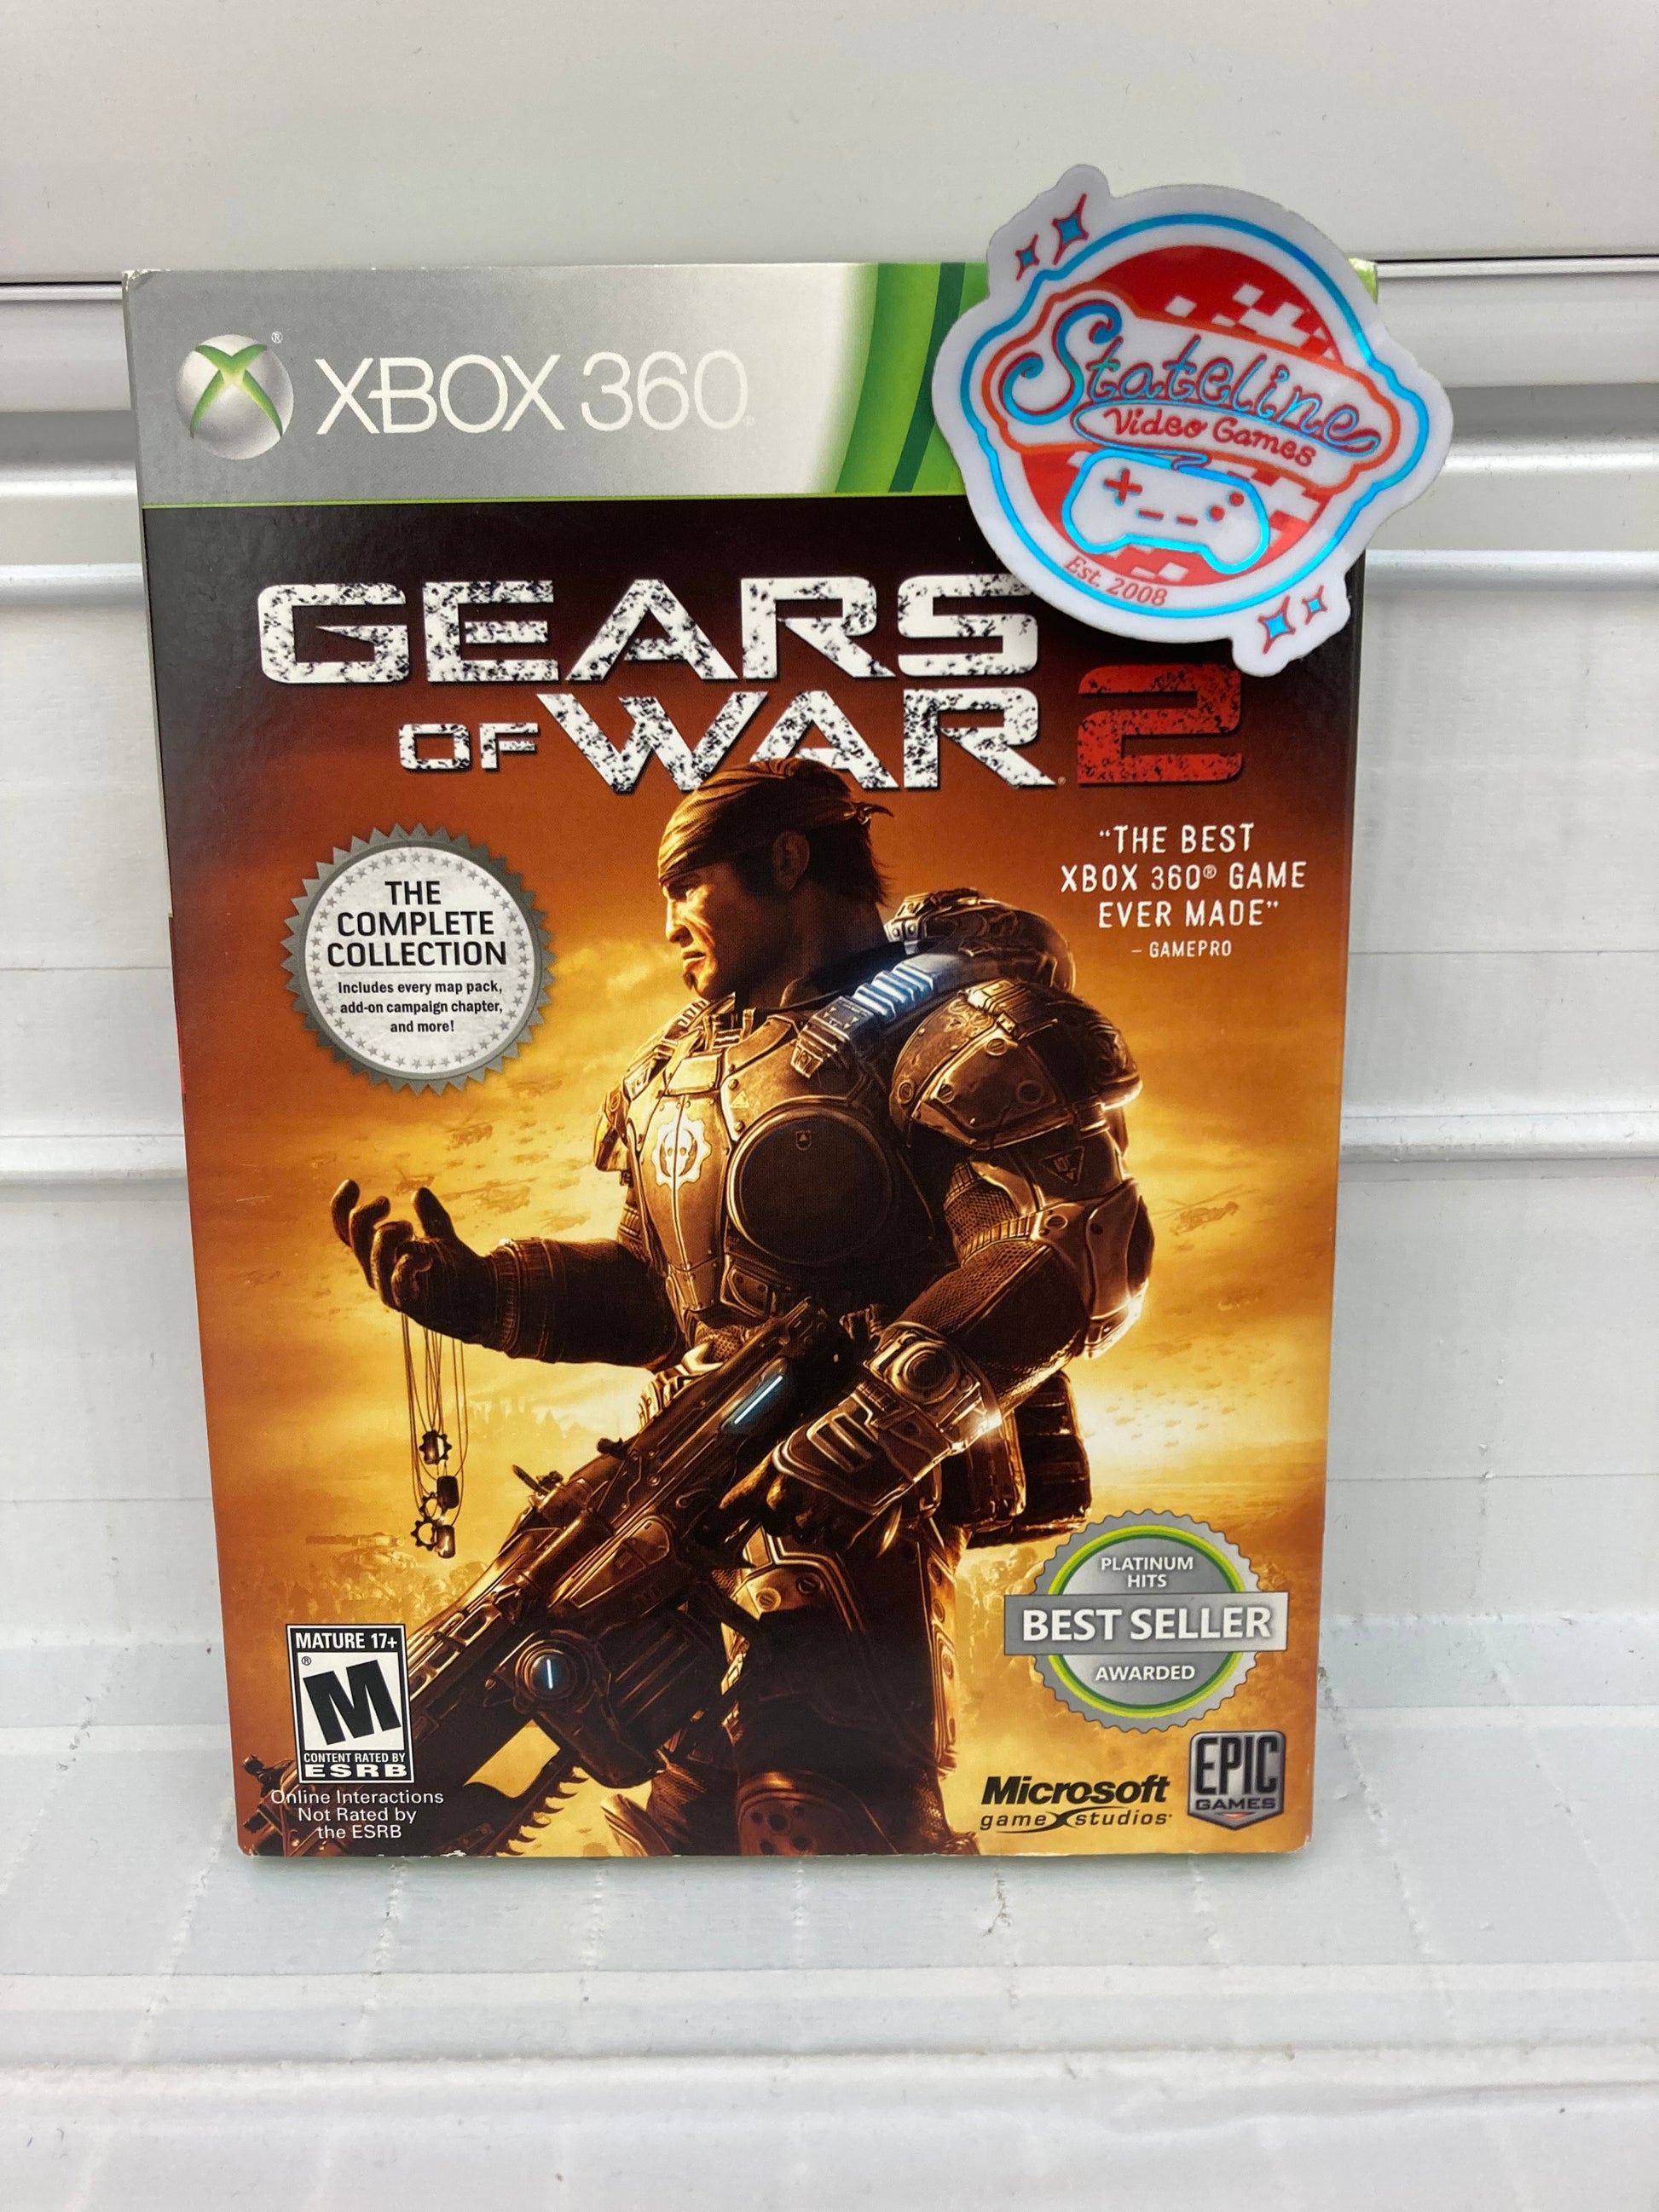 XBOX 360
Stateline
Video Games
Est. 2008
GEARS
OF WAR 2
"THE BEST
XBOX 360® GAME
EVER MADE"
– GAMEPRO
THE
COMPLETE
COLLECTION
Includes every map pack,
add-on campaign chapter,
and more!
PLATINUM
HITS
BEST SELLER
AWARDED
MATURE 17+
M
CONTENT RATED BY
ESRB
Online Interactions
Not Rated by
the ESRB
Microsoft
game studios
EPIC
GAMES